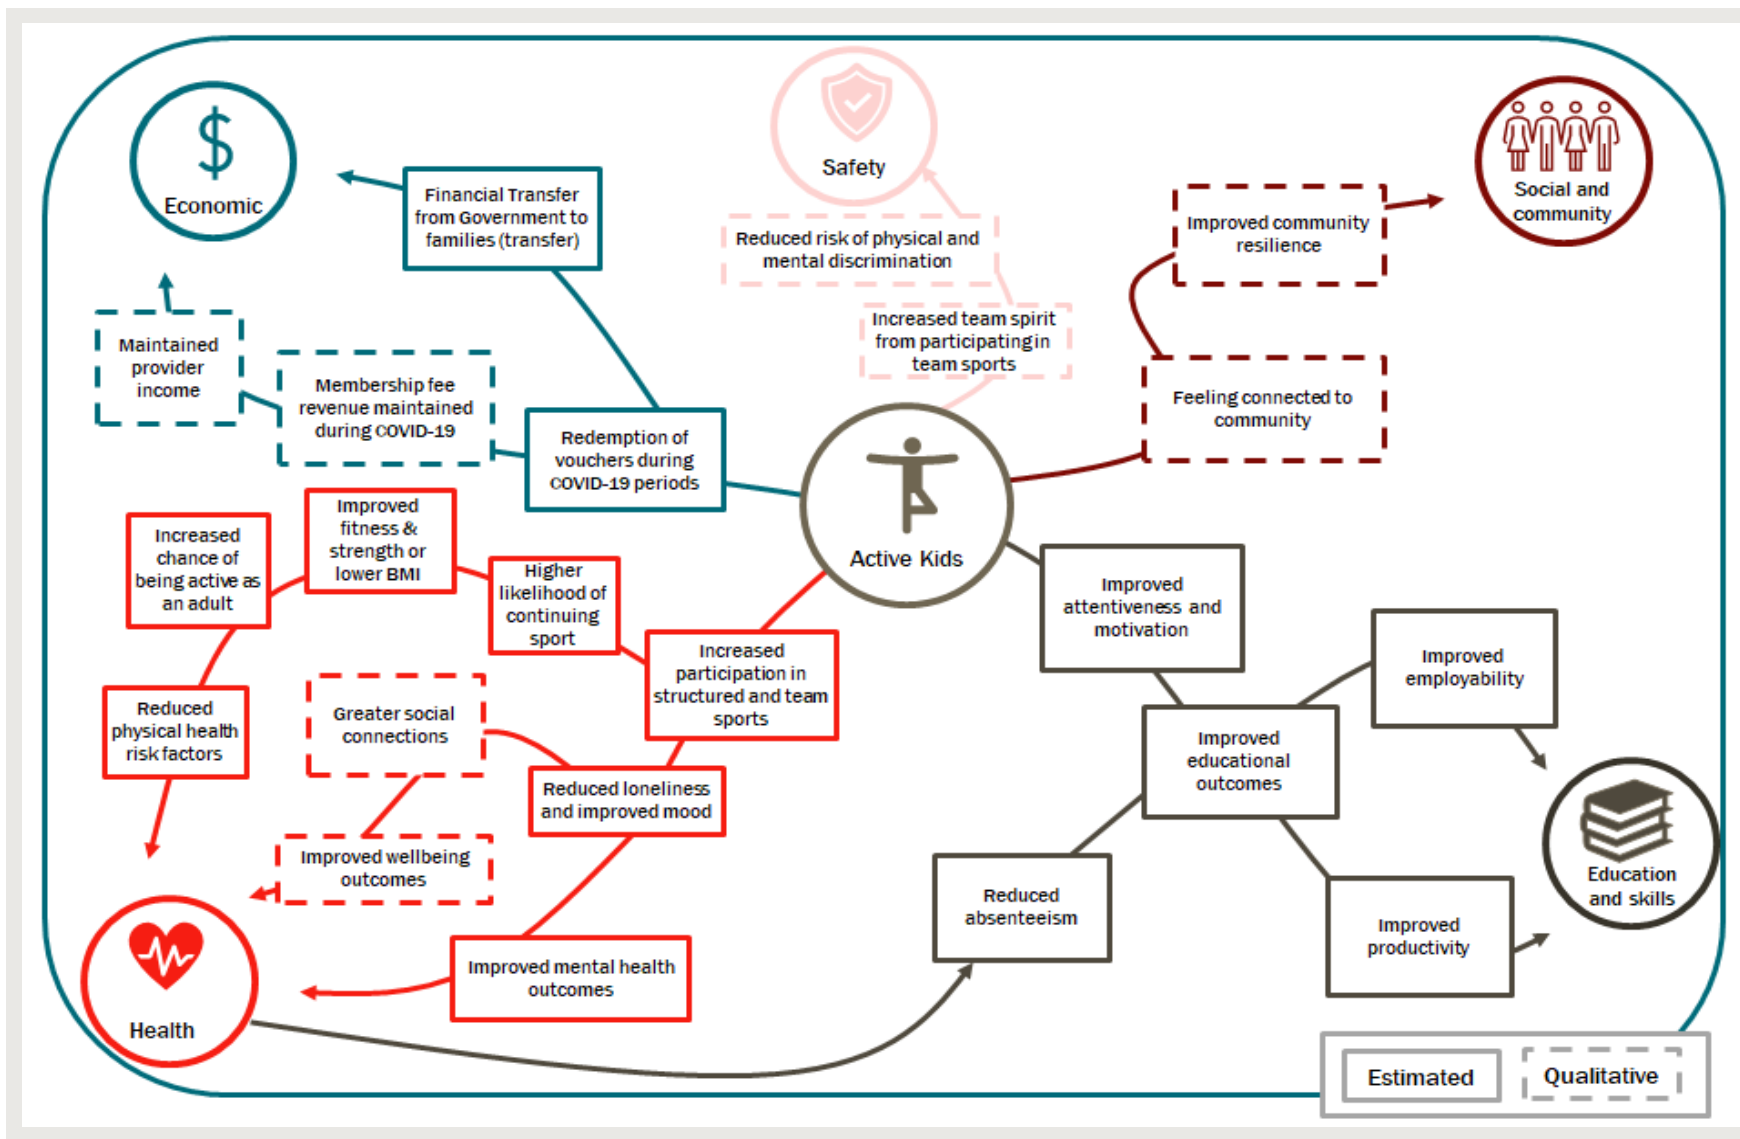 Economic
Financial Transfer
from Government to
families (transfer)
Safety
Reduced risk of physical and
mental discrimination
Increased team spirit
from participating in
team sports
Social and
community
Improved community
resilience
Feeling connected to
community
Maintained
provider
income
Membership fee
revenue maintained
during COVID-19
Redemption of
vouchers during
COVID-19 periods
Active Kids
Increased
chance of
being active as
an adult
Improved
fitness &
strength or
lower BMI
Higher
likelihood of
continuing
sport
Increased
participation in
structured and team
sports
Reduced
physical health
risk factors
Greater social
connections
Reduced loneliness
and improved mood
Improved wellbeing
outcomes
Improved mental health
outcomes
Health
Improved
attentiveness and
motivation
Improved
employability
Improved
educational
outcomes
Reduced
absenteeism
Improved
productivity
Education
and skills
Estimated
Qualitative